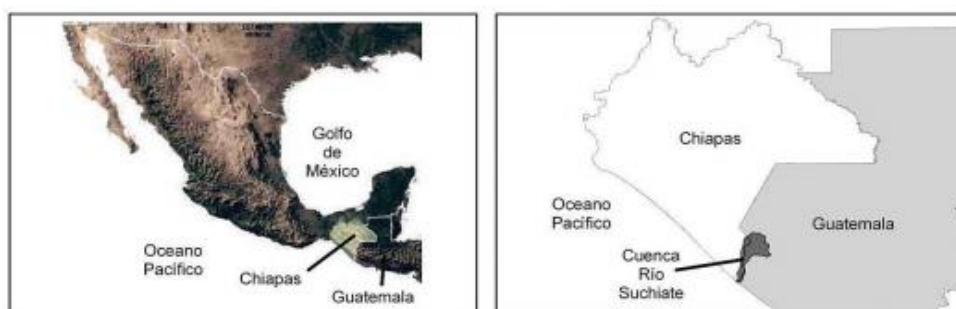 Golfo
de
México
Oceano
Pacífico
Chiapas
Guatemala
Chiapas
Oceano
Pacífico
Guatemala
Cuenca
Río
Suchiate